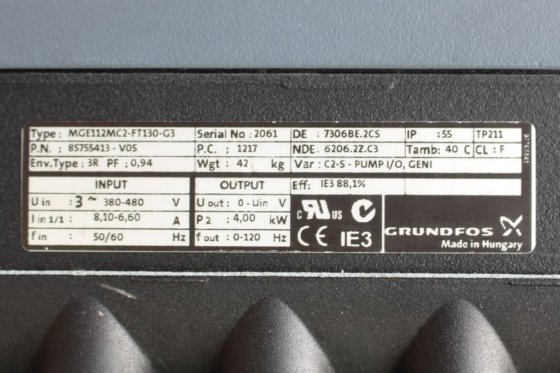 Type: MGE112MC2-FT130-G3 Serial No: 2061 DE : 7306BE.2CS IP :55 TP211
P.N. : 85755413 - V05 P.C. : 1217 NDE: 6206.2Z.C3 Tamb: 40 C CL: F
Env.Type: 3R PF :0,94 Wgt : 42 kg Var : C2-S - PUMP I/O, GENI
INPUT OUTPUT Eff: IE3 88,1%
U in : 3 ~ 380-480 V U out: 0 - Uin V
I in 1/1 : 8,10-6,60 A P2 : 4,00 kW
f in : 50/60 Hz f out : 0-120 Hz
c RU us C
CE IE3
GRUNDFOS
Made in Hungary